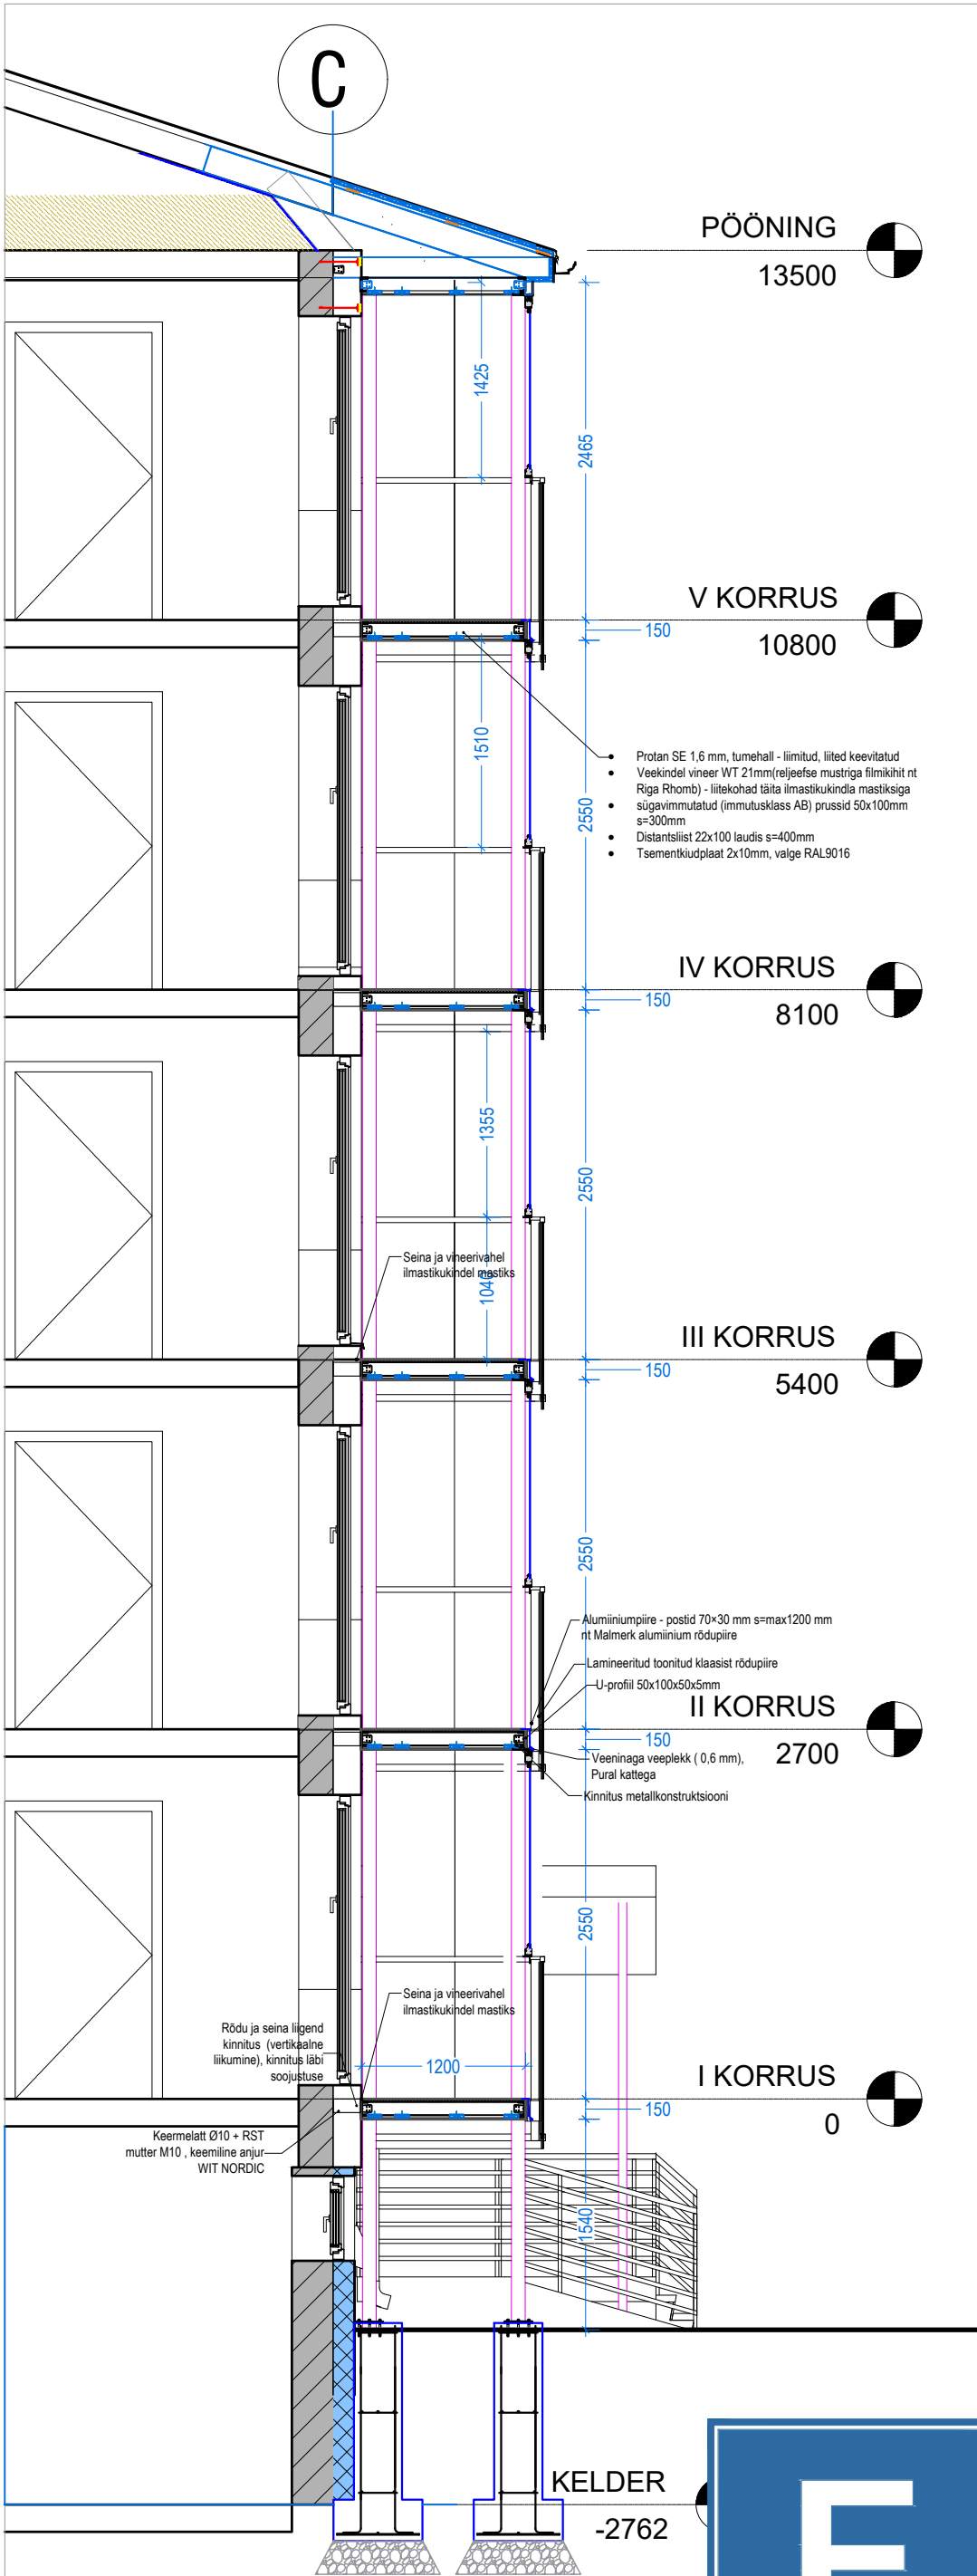 C
PÖÖNING
13500
1425
2465
V KORRUS
150
10800
1510
2550
Protan SE 1,6 mm, tumehall - liimitud, liited keevitatud
Veekindel vineer WT 21mm(reljeefse mustriga filmikihit nt
Riga Rhomb) - liitekohad täita ilmastikukindla mastiksiga
sügavimmutatud (immutusklass AB) prussid 50x100mm
s=300mm
Distantsliist 22x100 laudis s=400mm
Tsementkiudplaat 2x10mm, valge RAL9016
IV KORRUS
150
8100
1355
2550
Seina ja vineerivahel
ilmastikukindel mastiks
1040
III KORRUS
150
5400
2550
Alumiiniumpiire - postid 70×30 mm s=max1200 mm
nt Malmerk alumiinium rõdupiire
Lamineeritud toonitud klaasist rõdupiire
U-profiil 50x100x50x5mm
II KORRUS
150
2700
Veeninaga veeplekk ( 0,6 mm),
Pural kattega
Kinnitus metallkonstruktsiooni
2550
Seina ja vineerivahel
ilmastikukindel mastiks
Rõdu ja seina liigend
kinnitus (vertikaalne
liikumine), kinnitus läbi
soojustuse
1200
I KORRUS
150
0
Keermelatt Ø10 + RST
mutter M10 , keemiline anjur
WIT NORDIC
1540
KELDER
-2762
E